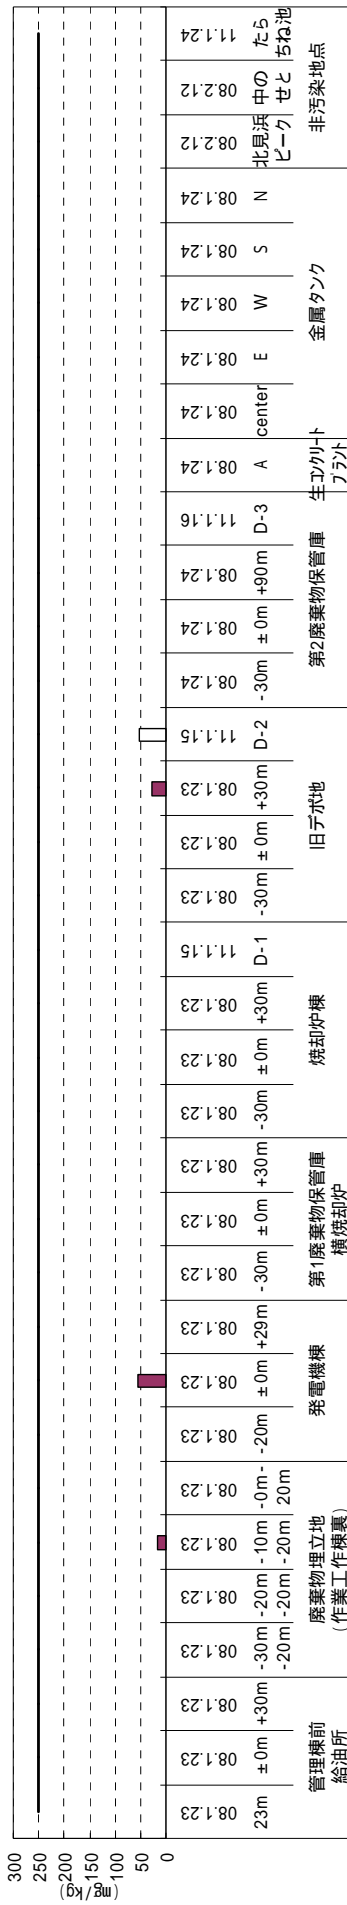 300
250
200
150
100
50
0
(mg/kg)
08.1.23 08.1.23 08.1.23 08.1.23 08.1.23 08.1.23 08.1.23 08.1.23 08.1.23 08.1.23 08.1.23 08.1.23 08.1.23 08.1.23 08.1.23 08.1.23 11.1.15 08.1.23 08.1.23 08.1.23 11.1.15 08.1.24 08.1.24 08.1.24 11.1.16 08.1.24 08.1.24 08.1.24 08.1.24 08.1.24 08.1.24 08.2.12 08.2.12 11.1.24
23m ±0m +30m -30m -20m -10m -0m- -20m ±0m +29m -30m ±0m +30m -30m ±0m +30m D-1 -30m ±0m +30m D-2 -30m ±0m +90m D-3 A center E W S N 北見浜 中の たら
-20m -20m -20m 20m ピーク せと ちね池
管理棟前 廃棄物埋立地 発電機棟 第1廃棄物保管庫 焼却炉棟 旧デポ地 第2廃棄物保管庫 生コンクリート 金属タンク 非汚染地点
給油所 (作業工作棟裏) 横焼却炉 プラント